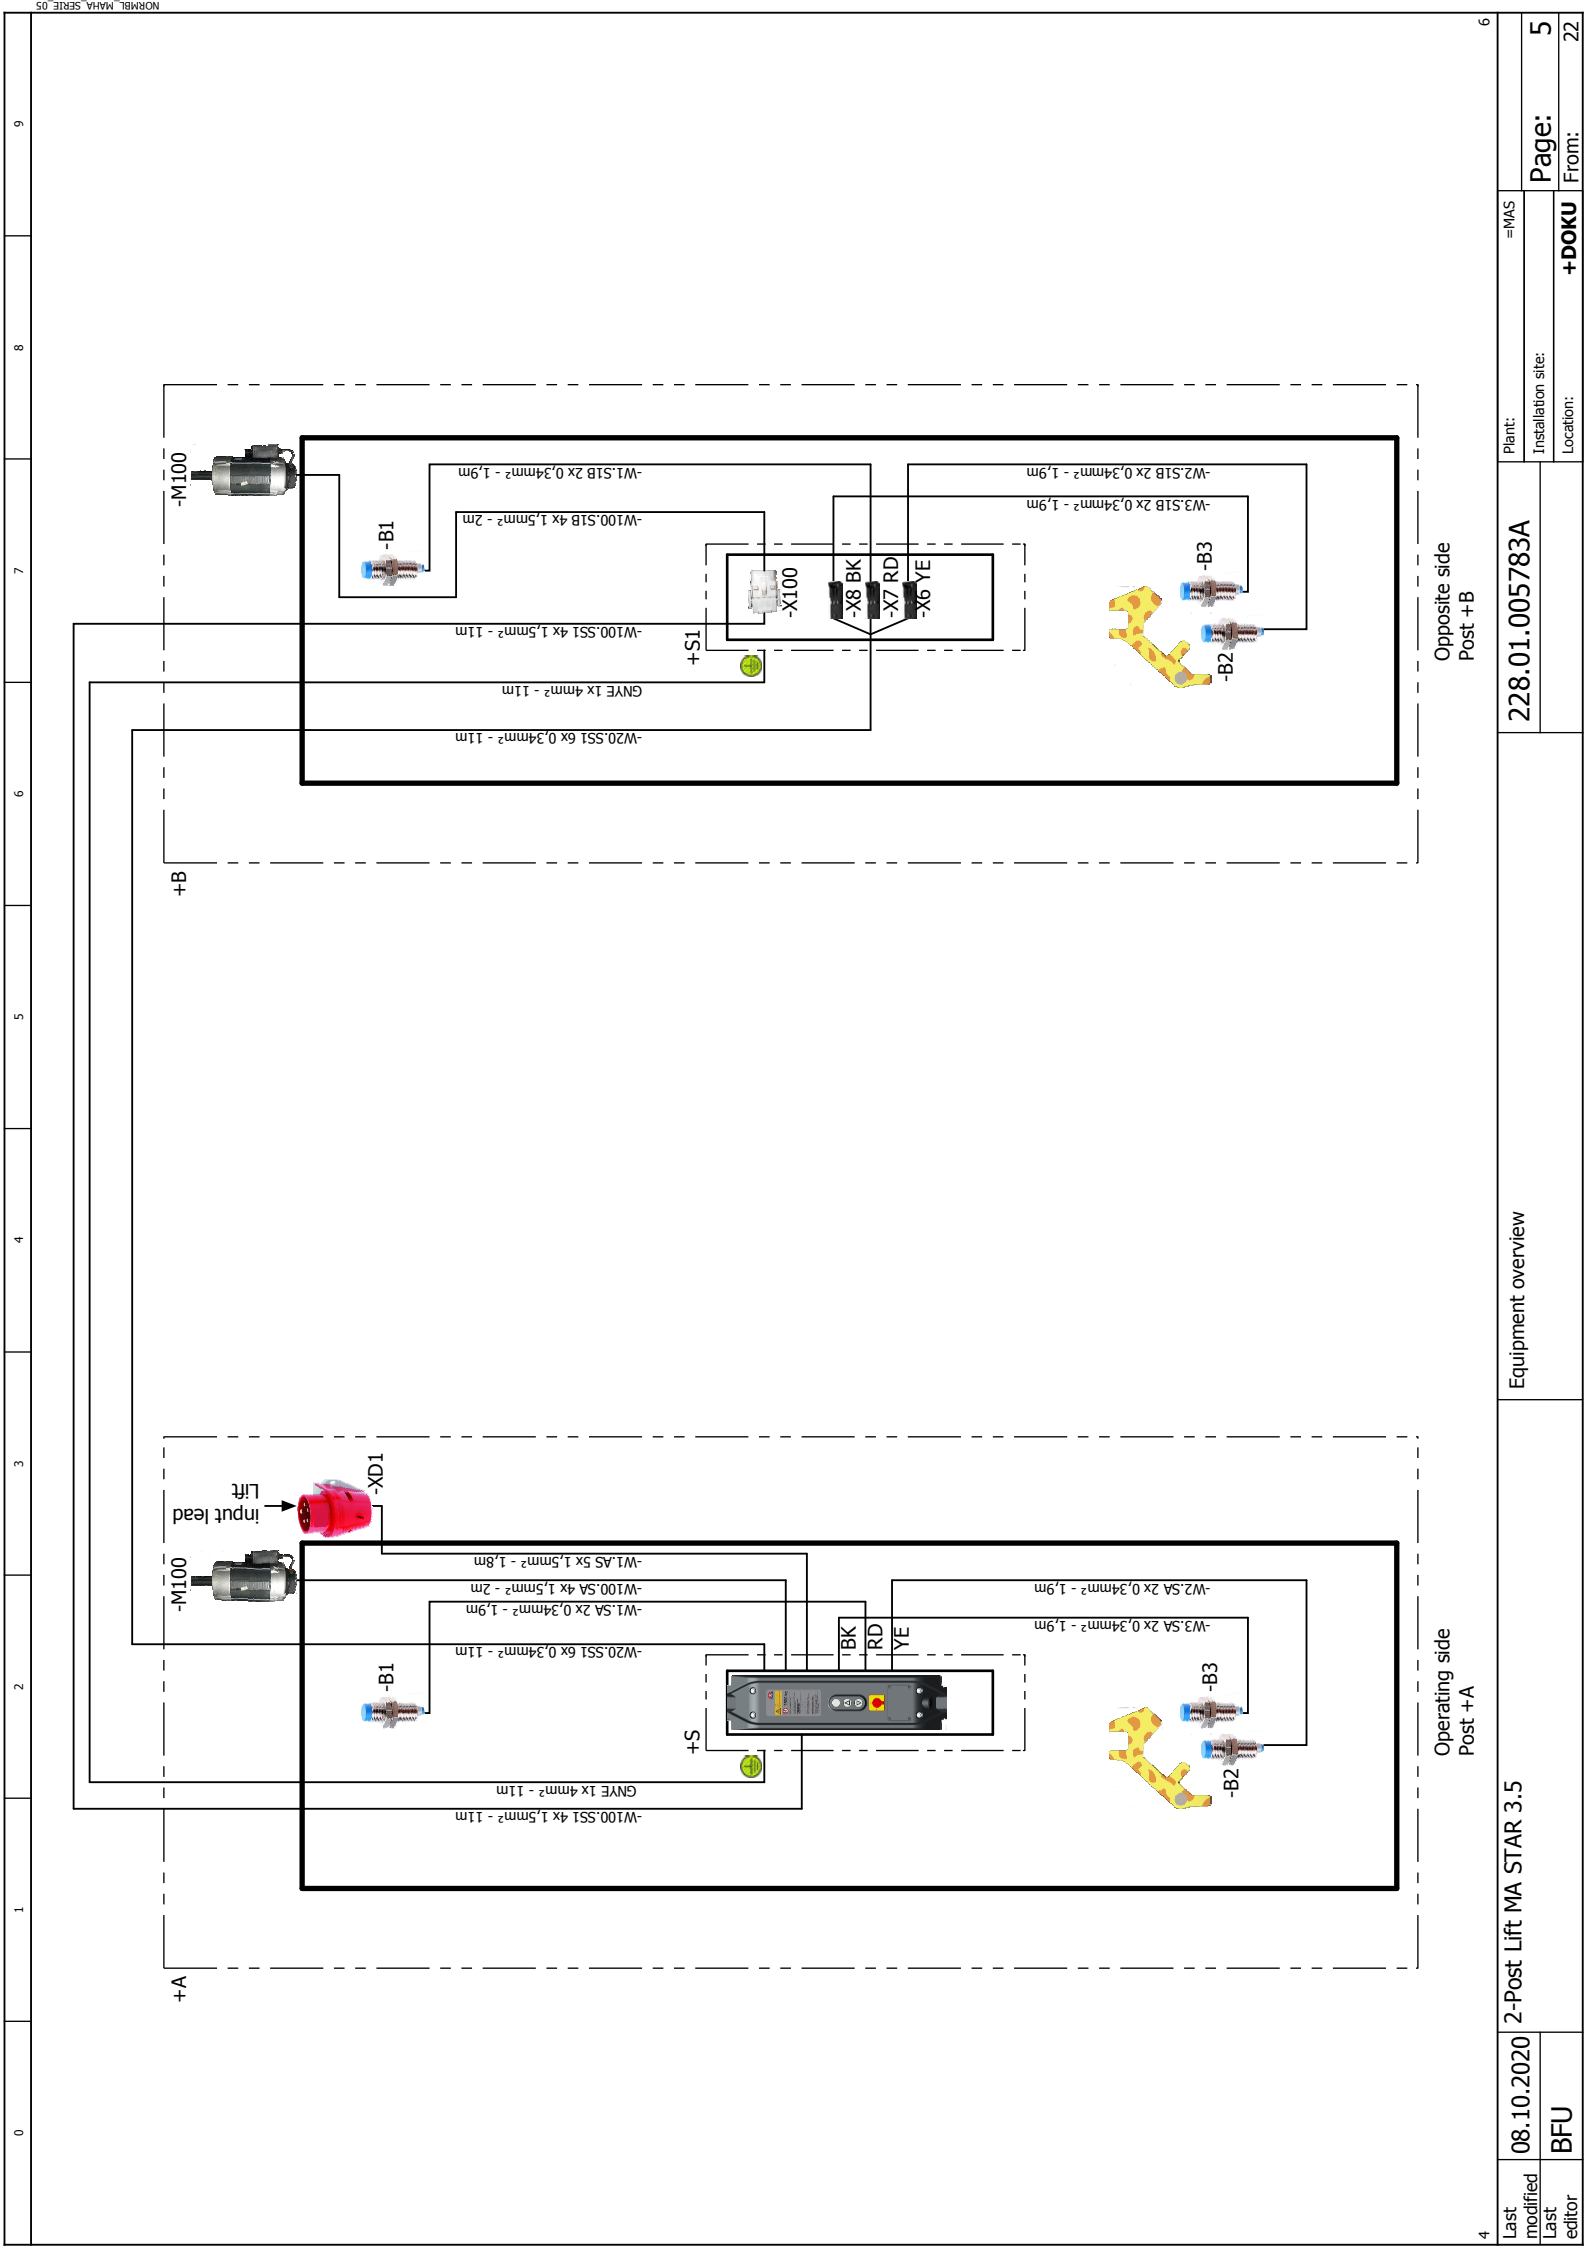 0 1 2 3 4 5 6 7 8 9
NORMBL_MAHA_SERIE_05
+A
-M100
input lead
Lift
-XD1
-B1
-W1.AS 5x 1,5mm² - 1,8m
-W100.SA 4x 1,5mm² - 2m
-W1.SA 2x 0,34mm² - 1,9m
-W20.SS1 6x 0,34mm² - 11m
GNYE 1x 4mm² - 11m
-W100.SS1 4x 1,5mm² - 11m
+S
BK
RD
YE
-W2.SA 2x 0,34mm² - 1,9m
-W3.SA 2x 0,34mm² - 1,9m
-B3
-B2
Operating side
Post +A
+B
-M100
-B1
-W1.S1B 2x 0,34mm² - 1,9m
-W100.S1B 4x 1,5mm² - 2m
-W100.SS1 4x 1,5mm² - 11m
GNYE 1x 4mm² - 11m
-W20.SS1 6x 0,34mm² - 11m
+S1
-X100
-X8 BK
-X7 RD
-X6 YE
-W2.S1B 2x 0,34mm² - 1,9m
-W3.S1B 2x 0,34mm² - 1,9m
-B3
-B2
Opposite side
Post +B
4
6
Last modified
08.10.2020
Last editor
BFU
2-Post Lift MA STAR 3.5
Equipment overview
228.01.005783A
Plant: =MAS
Installation site:
Location: +DOKU
Page: 5
From: 22